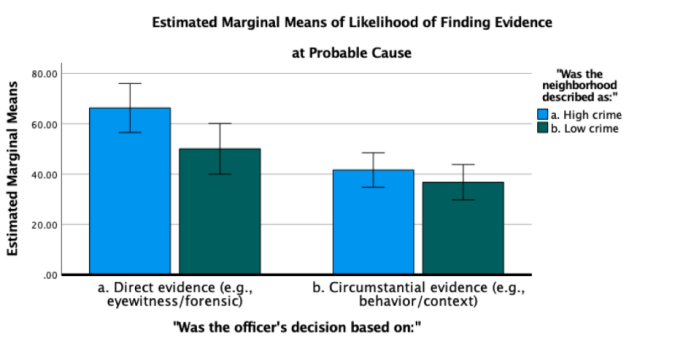 Estimated Marginal Means of Likelihood of Finding Evidence
at Probable Cause
Estimated Marginal Means
80.00
60.00
40.00
20.00
.00
a. Direct evidence (e.g.,
eyewitness/forensic)
b. Circumstantial evidence (e.g.,
behavior/context)
"Was the officer's decision based on:"
"Was the
neighborhood
described as:"
a. High crime
b. Low crime